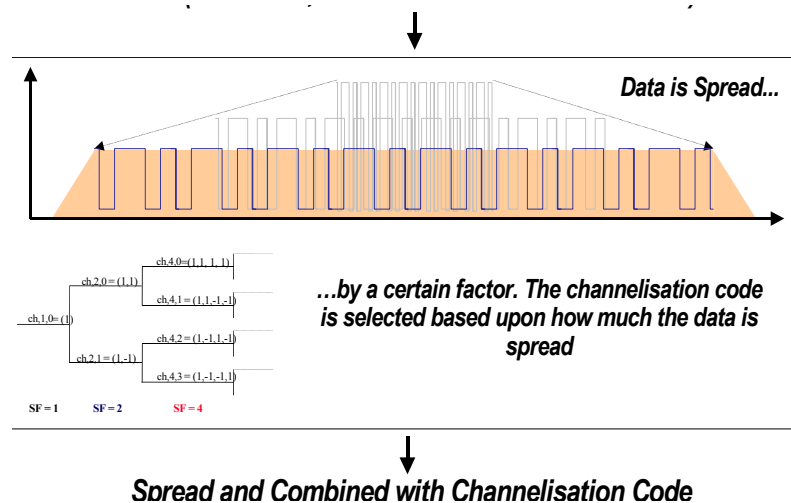 Data is Spread...
ch,4,0=(1,1, 1, 1)
ch,2,0 = (1,1)
ch,4,1 = (1,1,-1,-1)
ch,1,0= (1)
ch,4,2 = (1,-1,1,-1)
ch,2,1 = (1,-1)
ch,4,3 = (1,-1,-1,1)
SF = 1 SF = 2 SF = 4
...by a certain factor. The channelisation code
is selected based upon how much the data is
spread
Spread and Combined with Channelisation Code